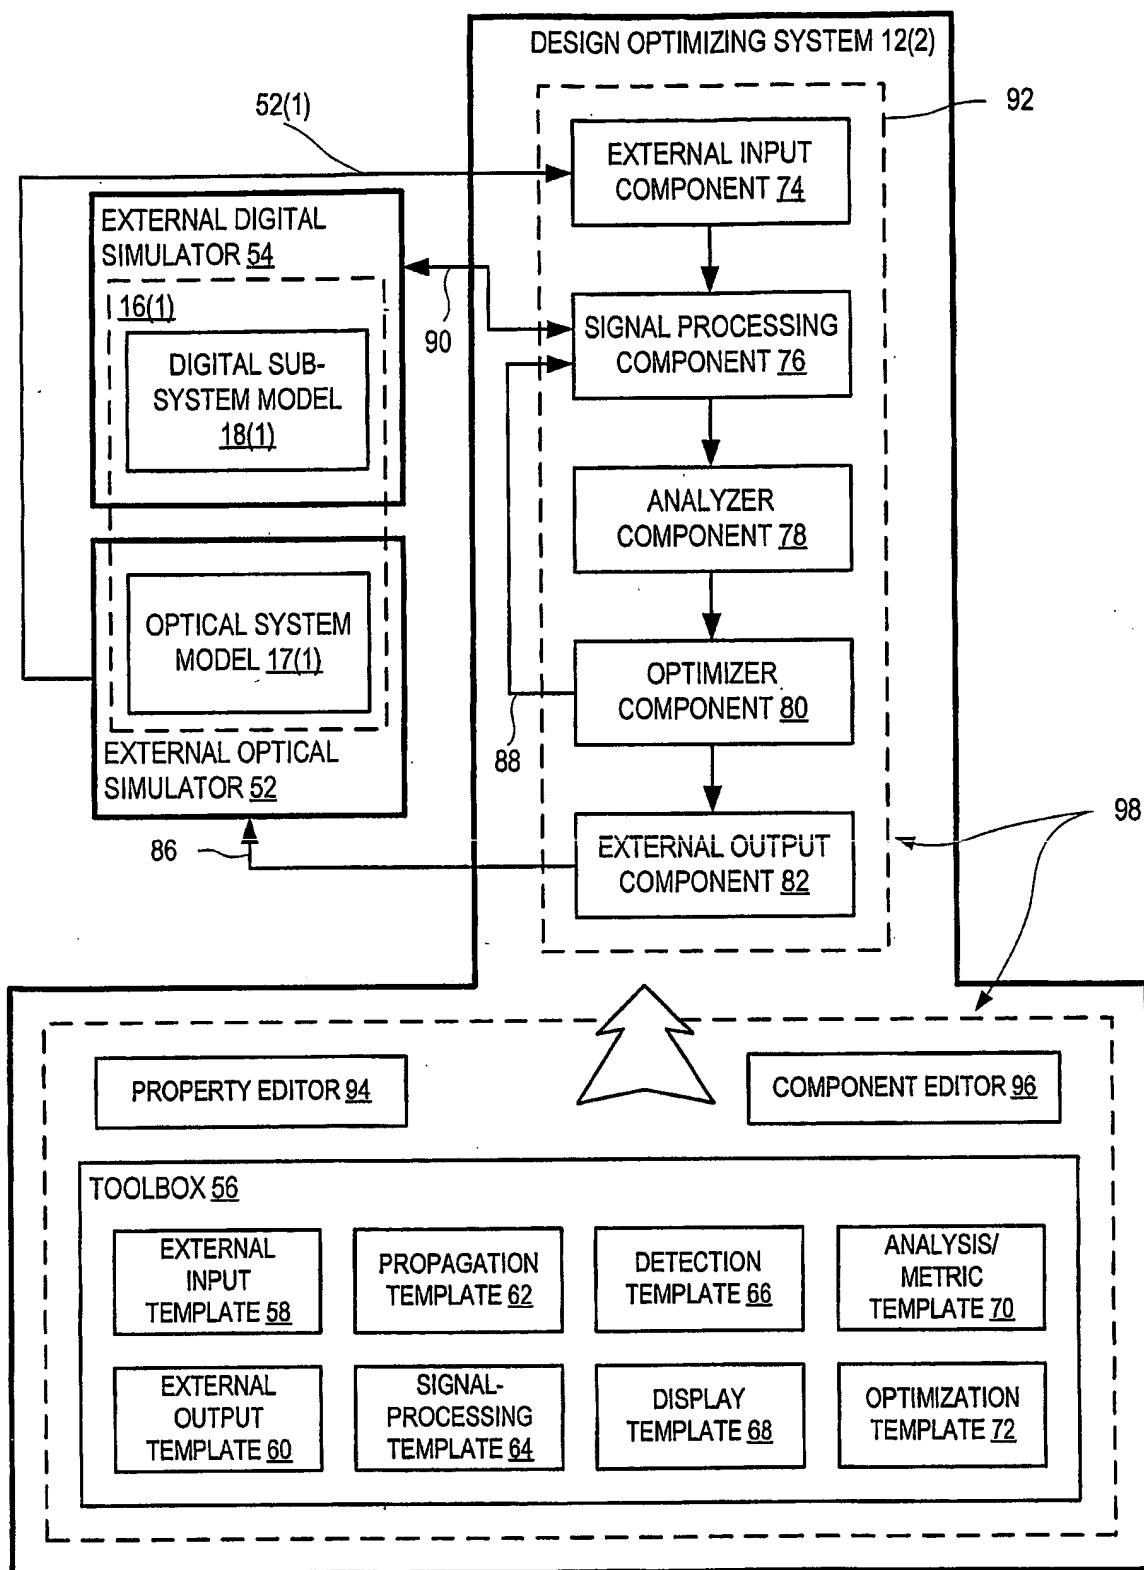 DESIGN OPTIMIZING SYSTEM 12(2)
92
52(1)
EXTERNAL INPUT
COMPONENT 74
EXTERNAL DIGITAL
SIMULATOR 54
16(1)
DIGITAL SUB-
SYSTEM MODEL
18(1)
90
SIGNAL PROCESSING
COMPONENT 76
ANALYZER
COMPONENT 78
OPTICAL SYSTEM
MODEL 17(1)
EXTERNAL OPTICAL
SIMULATOR 52
OPTIMIZER
COMPONENT 80
88
86
EXTERNAL OUTPUT
COMPONENT 82
98
PROPERTY EDITOR 94
COMPONENT EDITOR 96
TOOLBOX 56
EXTERNAL
INPUT
TEMPLATE 58
PROPAGATION
TEMPLATE 62
DETECTION
TEMPLATE 66
ANALYSIS/
METRIC
TEMPLATE 70
EXTERNAL
OUTPUT
TEMPLATE 60
SIGNAL-
PROCESSING
TEMPLATE 64
DISPLAY
TEMPLATE 68
OPTIMIZATION
TEMPLATE 72